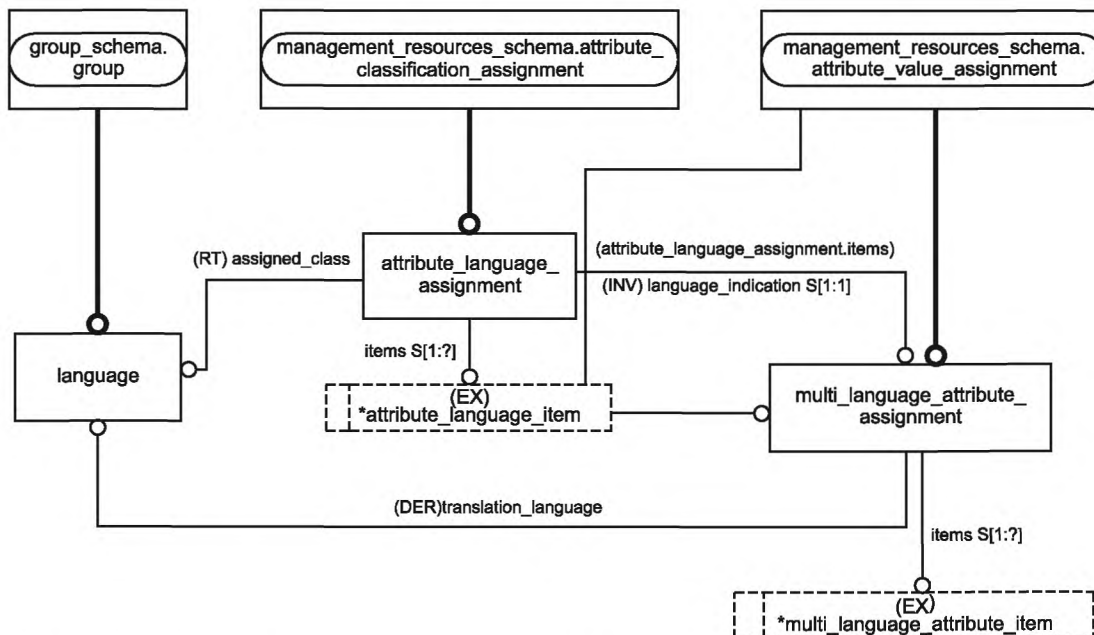 group_schema.
group
management_resources_schema.attribute_
classification_assignment
management_resources_schema.
attribute_value_assignment
(RT) assigned_class
attribute_language_
assignment
(attribute_language_assignment.items)
(INV) language_indication S[1:1]
language
items S[1:?]
(EX)
*attribute_language_item
multi_language_attribute_
assignment
(DER)translation_language
items S[1:?]
(EX)
*multi_language_attribute_item